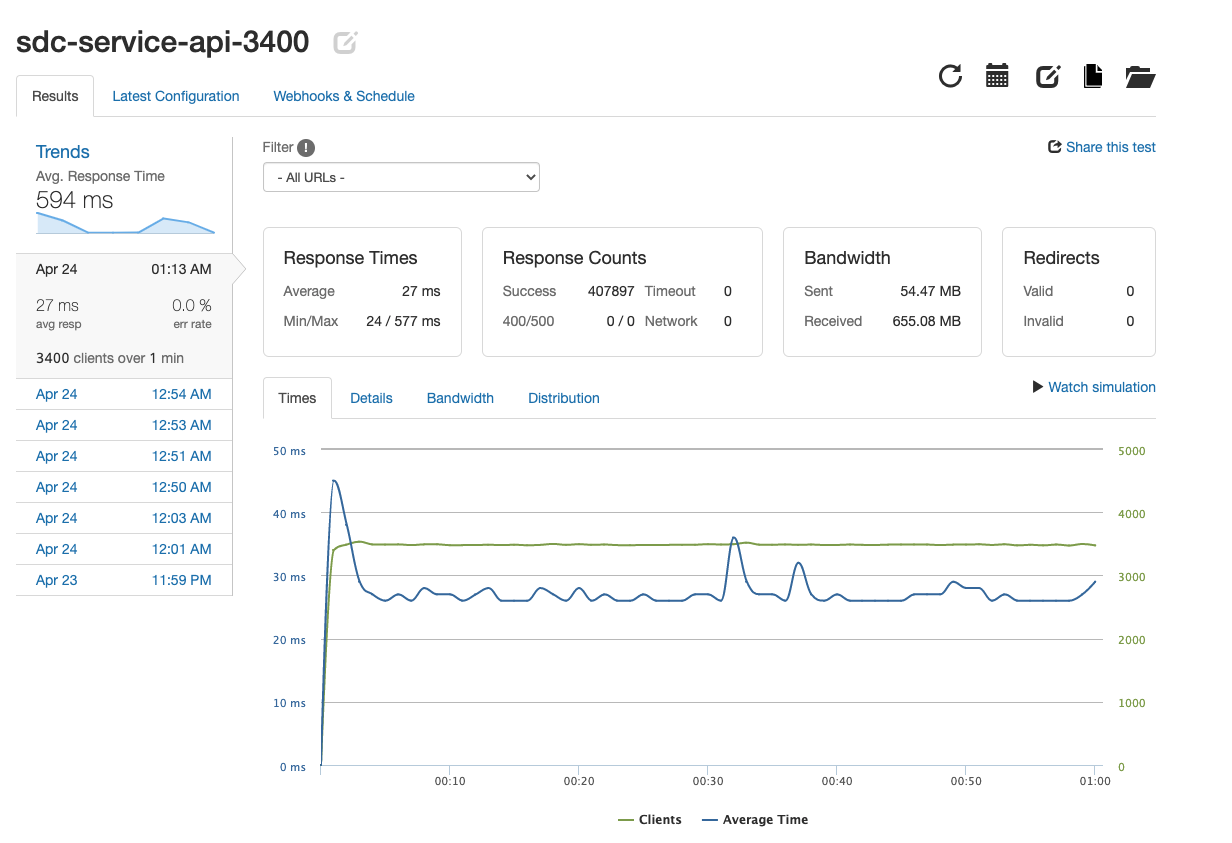 sdc-service-api-3400
Results Latest Configuration Webhooks & Schedule
Trends
Avg. Response Time
594 ms
Apr 24 01:13 AM
27 ms 0.0 %
avg resp err rate
3400 clients over 1 min
Apr 24 12:54 AM
Apr 24 12:53 AM
Apr 24 12:51 AM
Apr 24 12:50 AM
Apr 24 12:03 AM
Apr 24 12:01 AM
Apr 23 11:59 PM
Filter !
Share this test
- All URLs -
Response Times
Average 27 ms
Min/Max 24 / 577 ms
Response Counts
Success 407897 Timeout 0
400/500 0 / 0 Network 0
Bandwidth
Sent 54.47 MB
Received 655.08 MB
Redirects
Valid 0
Invalid 0
Times Details Bandwidth Distribution
Watch simulation
50 ms 5000
40 ms 4000
30 ms 3000
20 ms 2000
10 ms 1000
0 ms 0
00:10 00:20 00:30 00:40 00:50 01:00
Clients Average Time